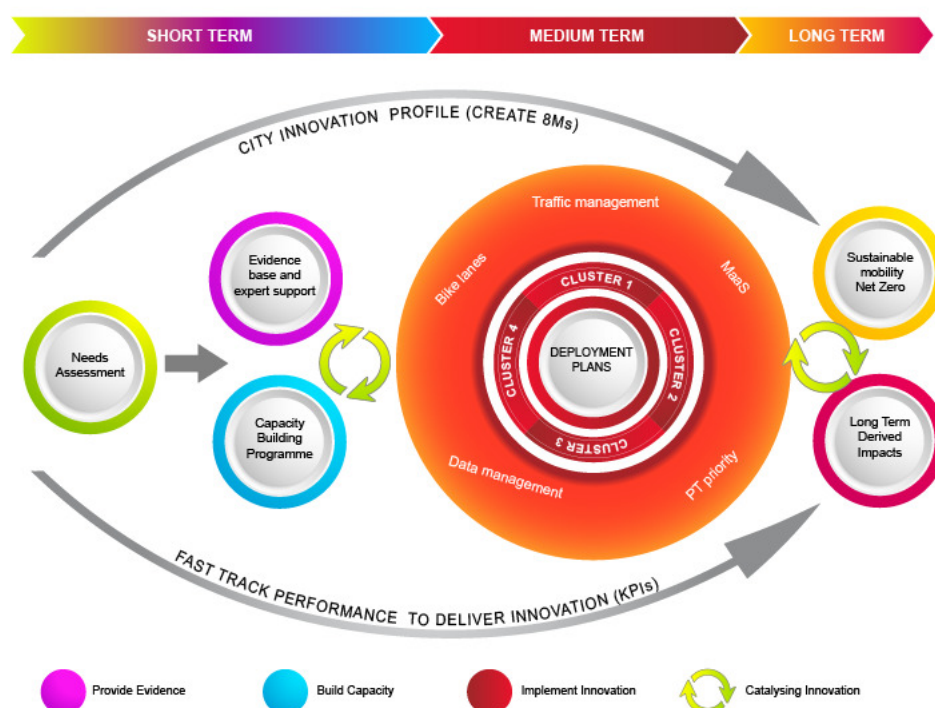 SHORT TERM
MEDIUM TERM
LONG TERM
CITY INNOVATION PROFILE (CREATE 8Ms)
Traffic management
Bike lanes
MaaS
Evidence
base and
expert support
Sustainable
mobility
Net Zero
CLUSTER 1
CLUSTER 4
CLUSTER 2
CLUSTER 3
DEPLOYMENT
PLANS
Needs
Assessment
Capacity
Building
Programme
Long Term
Derived
Impacts
Data management
PT priority
FAST TRACK PERFORMANCE TO DELIVER INNOVATION (KPIs)
Provide Evidence
Build Capacity
Implement Innovation
Catalysing Innovation